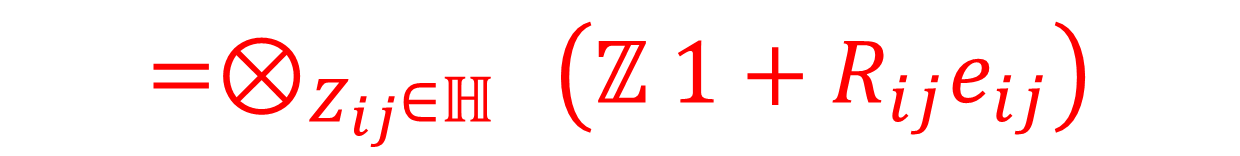 =⨂_{Z_{ij}∈ℍ} (ℤ 1 + R_{ij}e_{ij})